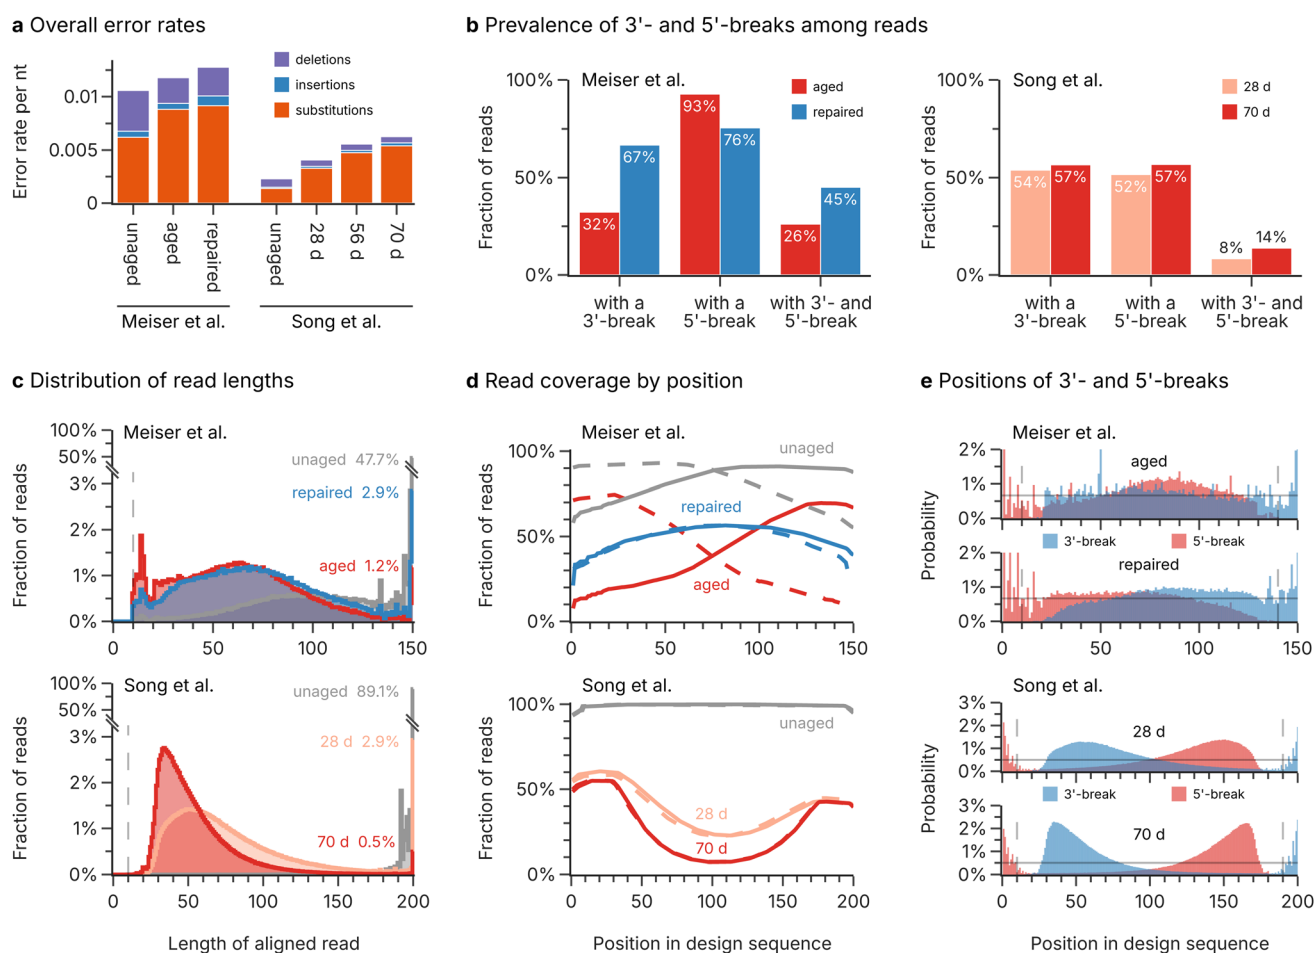 a Overall error rates
Error rate per nt
0.01
0.005
0
deletions
insertions
substitutions
unaged
aged
repaired
unaged
28 d
56 d
70 d
Meiser et al.
Song et al.
b Prevalence of 3'- and 5'-breaks among reads
Fraction of reads
100%
50%
0%
Meiser et al.
aged
repaired
32%
67%
93%
76%
26%
45%
with a
3'-break
with a
5'-break
with 3'- and
5'-break
Fraction of reads
100%
50%
0%
Song et al.
28 d
70 d
54%
57%
52%
57%
8%
14%
with a
3'-break
with a
5'-break
with 3'- and
5'-break
c Distribution of read lengths
Fraction of reads
100%
50%
3%
2%
1%
0%
Meiser et al.
unaged 47.7%
repaired 2.9%
aged 1.2%
0 50 100 150
Fraction of reads
100%
50%
3%
2%
1%
0%
Song et al.
unaged 89.1%
28 d 2.9%
70 d 0.5%
0 50 100 150 200
Length of aligned read
d Read coverage by position
Fraction of reads
100%
50%
0%
Meiser et al.
unaged
repaired
aged
0 50 100 150
Fraction of reads
100%
50%
0%
Song et al.
unaged
28 d
70 d
0 50 100 150 200
Position in design sequence
e Positions of 3'- and 5'-breaks
Probability
Meiser et al.
2%
1%
0%
aged
3'-break
5'-break
2%
1%
0%
repaired
0 50 100 150
Probability
Song et al.
3%
2%
1%
0%
28 d
3'-break
5'-break
3%
2%
1%
0%
70 d
0 50 100 150 200
Position in design sequence